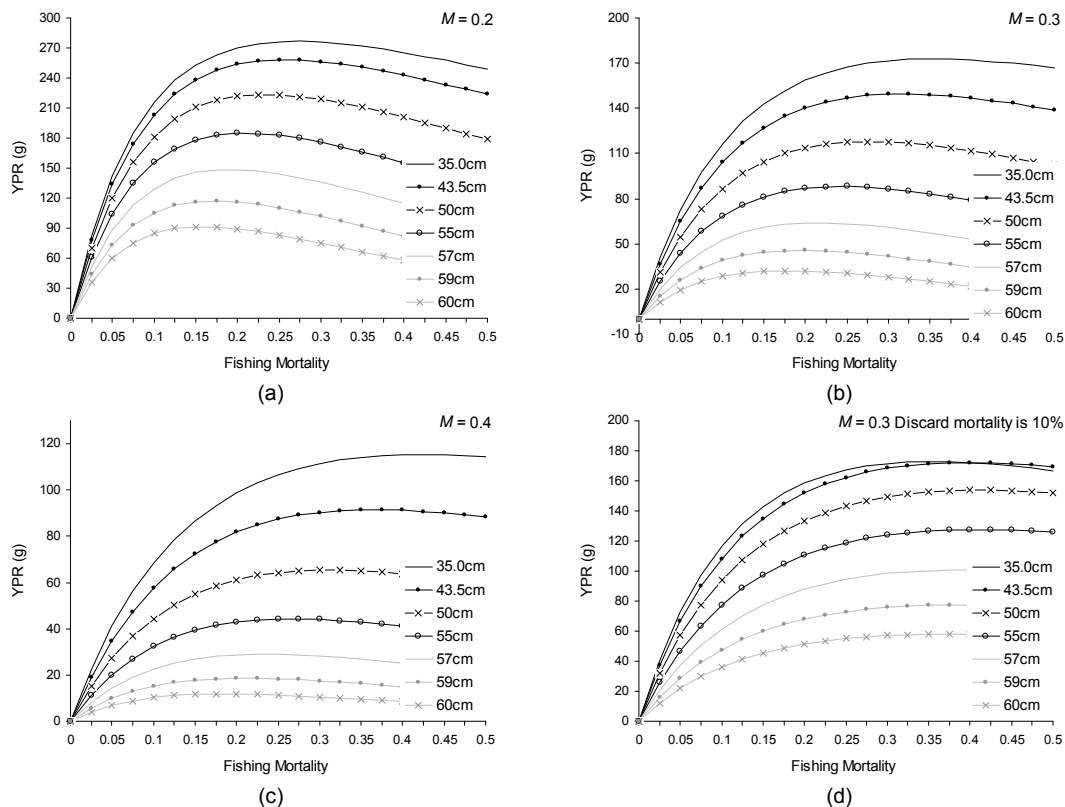 M = 0.2
YPR (g)
300
270
240
210
180
150
120
90
60
30
0
35.0cm
43.5cm
50cm
55cm
57cm
59cm
60cm
0 0.05 0.1 0.15 0.2 0.25 0.3 0.35 0.4 0.45 0.5
Fishing Mortality
(a)
M = 0.3
YPR (g)
200
170
140
110
80
50
20
-10
35.0cm
43.5cm
50cm
55cm
57cm
59cm
60cm
0 0.05 0.1 0.15 0.2 0.25 0.3 0.35 0.4 0.45 0.5
Fishing Mortality
(b)
M = 0.4
YPR (g)
120
100
80
60
40
20
0
35.0cm
43.5cm
50cm
55cm
57cm
59cm
60cm
0 0.05 0.1 0.15 0.2 0.25 0.3 0.35 0.4 0.45 0.5
Fishing Mortality
(c)
M = 0.3 Discard mortality is 10%
YPR (g)
200
180
160
140
120
100
80
60
40
20
0
35.0cm
43.5cm
50cm
55cm
57cm
59cm
60cm
0 0.05 0.1 0.15 0.2 0.25 0.3 0.35 0.4 0.45 0.5
Fishing Mortality
(d)